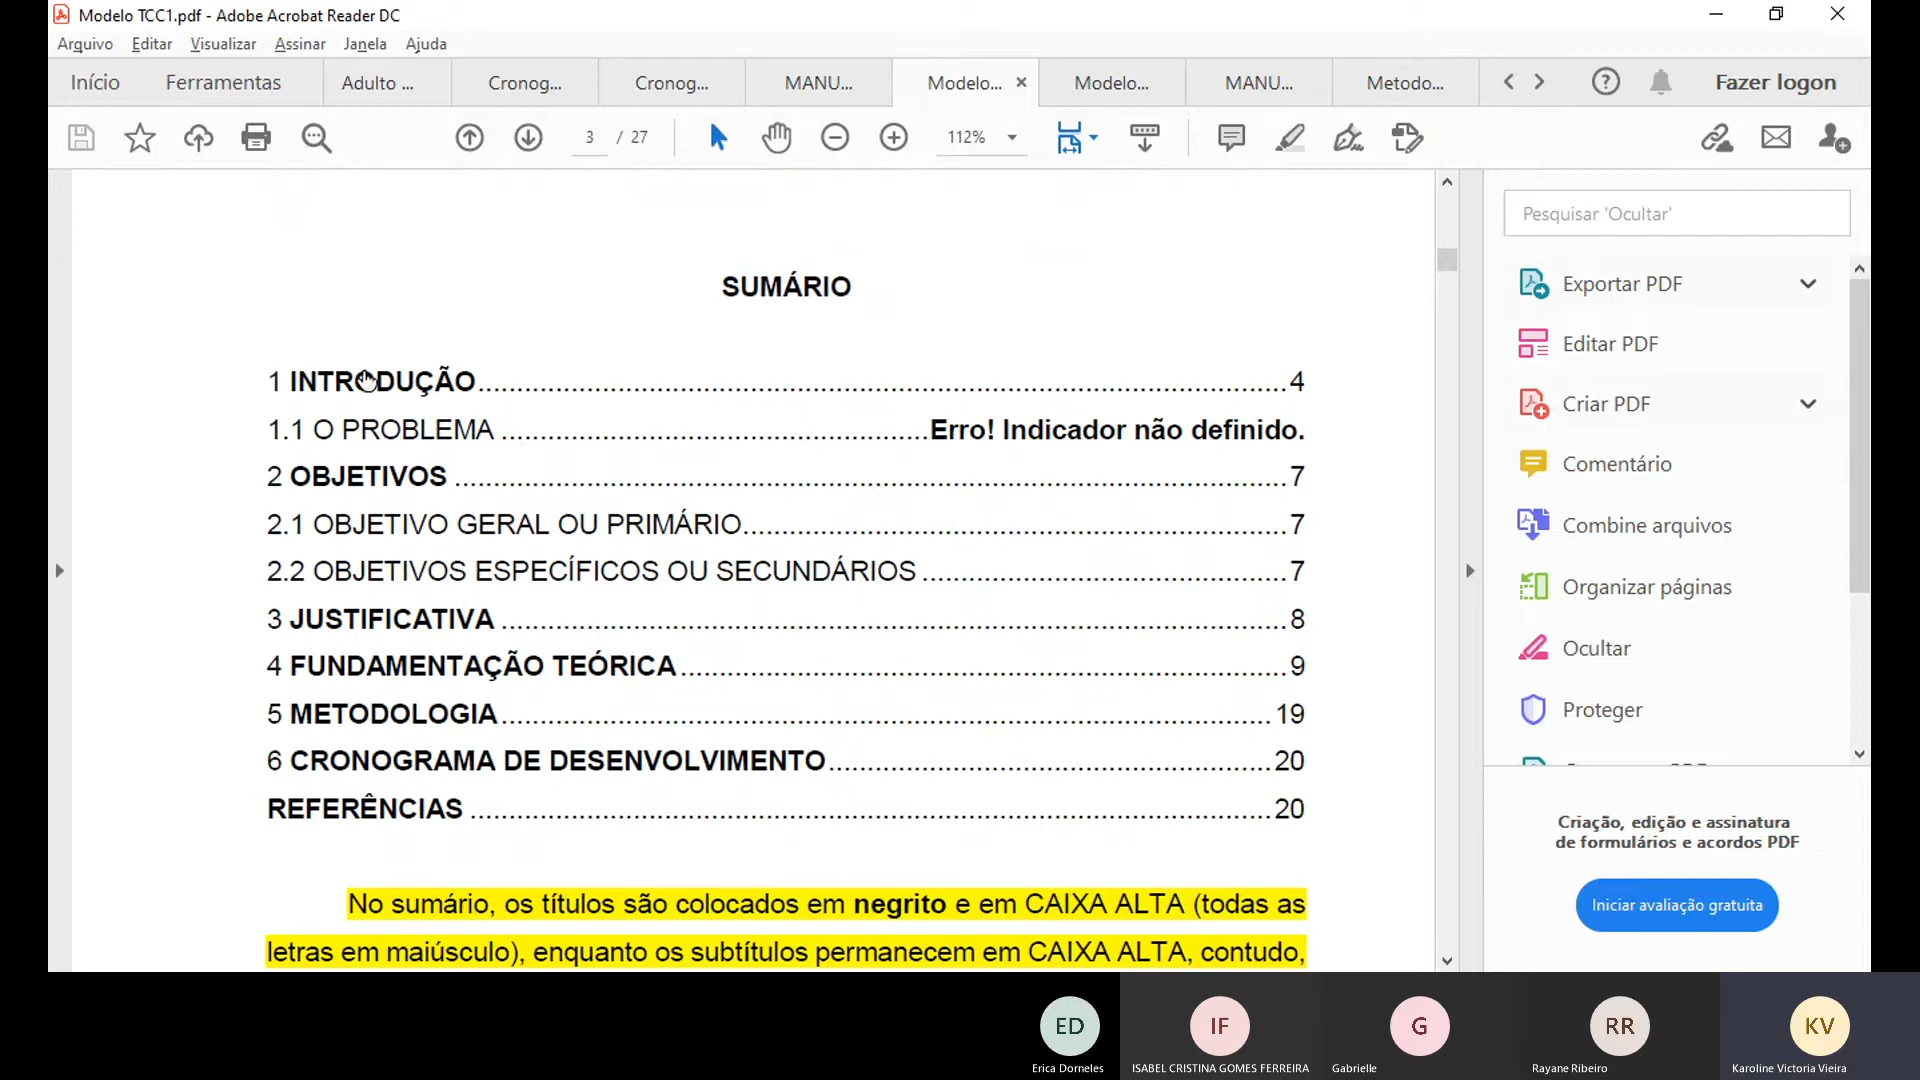 Modelo TCC1.pdf - Adobe Acrobat Reader DC
Arquivo Editar Visualizar Assinar Janela Ajuda
Início Ferramentas Adulto ... Cronog... Cronog... MANU... Modelo... Modelo... MANU... Metodo... Fazer logon
3 / 27 112%
SUMÁRIO
1 INTRODUÇÃO........................................................................4
1.1 O PROBLEMA ............................................Erro! Indicador não definido.
2 OBJETIVOS ........................................................................7
2.1 OBJETIVO GERAL OU PRIMÁRIO........................................................7
2.2 OBJETIVOS ESPECÍFICOS OU SECUNDÁRIOS ......................................7
3 JUSTIFICATIVA ........................................................................8
4 FUNDAMENTAÇÃO TEÓRICA..............................................................9
5 METODOLOGIA........................................................................19
6 CRONOGRAMA DE DESENVOLVIMENTO..............................................20
REFERÊNCIAS ........................................................................20
No sumário, os títulos são colocados em negrito e em CAIXA ALTA (todas as
letras em maiúsculo), enquanto os subtítulos permanecem em CAIXA ALTA, contudo,
Pesquisar 'Ocultar'
Exportar PDF
Editar PDF
Criar PDF
Comentário
Combine arquivos
Organizar páginas
Ocultar
Proteger
Criação, edição e assinatura
de formulários e acordos PDF
Iniciar avaliação gratuita
ED IF G RR KV
Erica Dorneles ISABEL CRISTINA GOMES FERREIRA Gabrielle Rayane Ribeiro Karoline Victoria Vieira